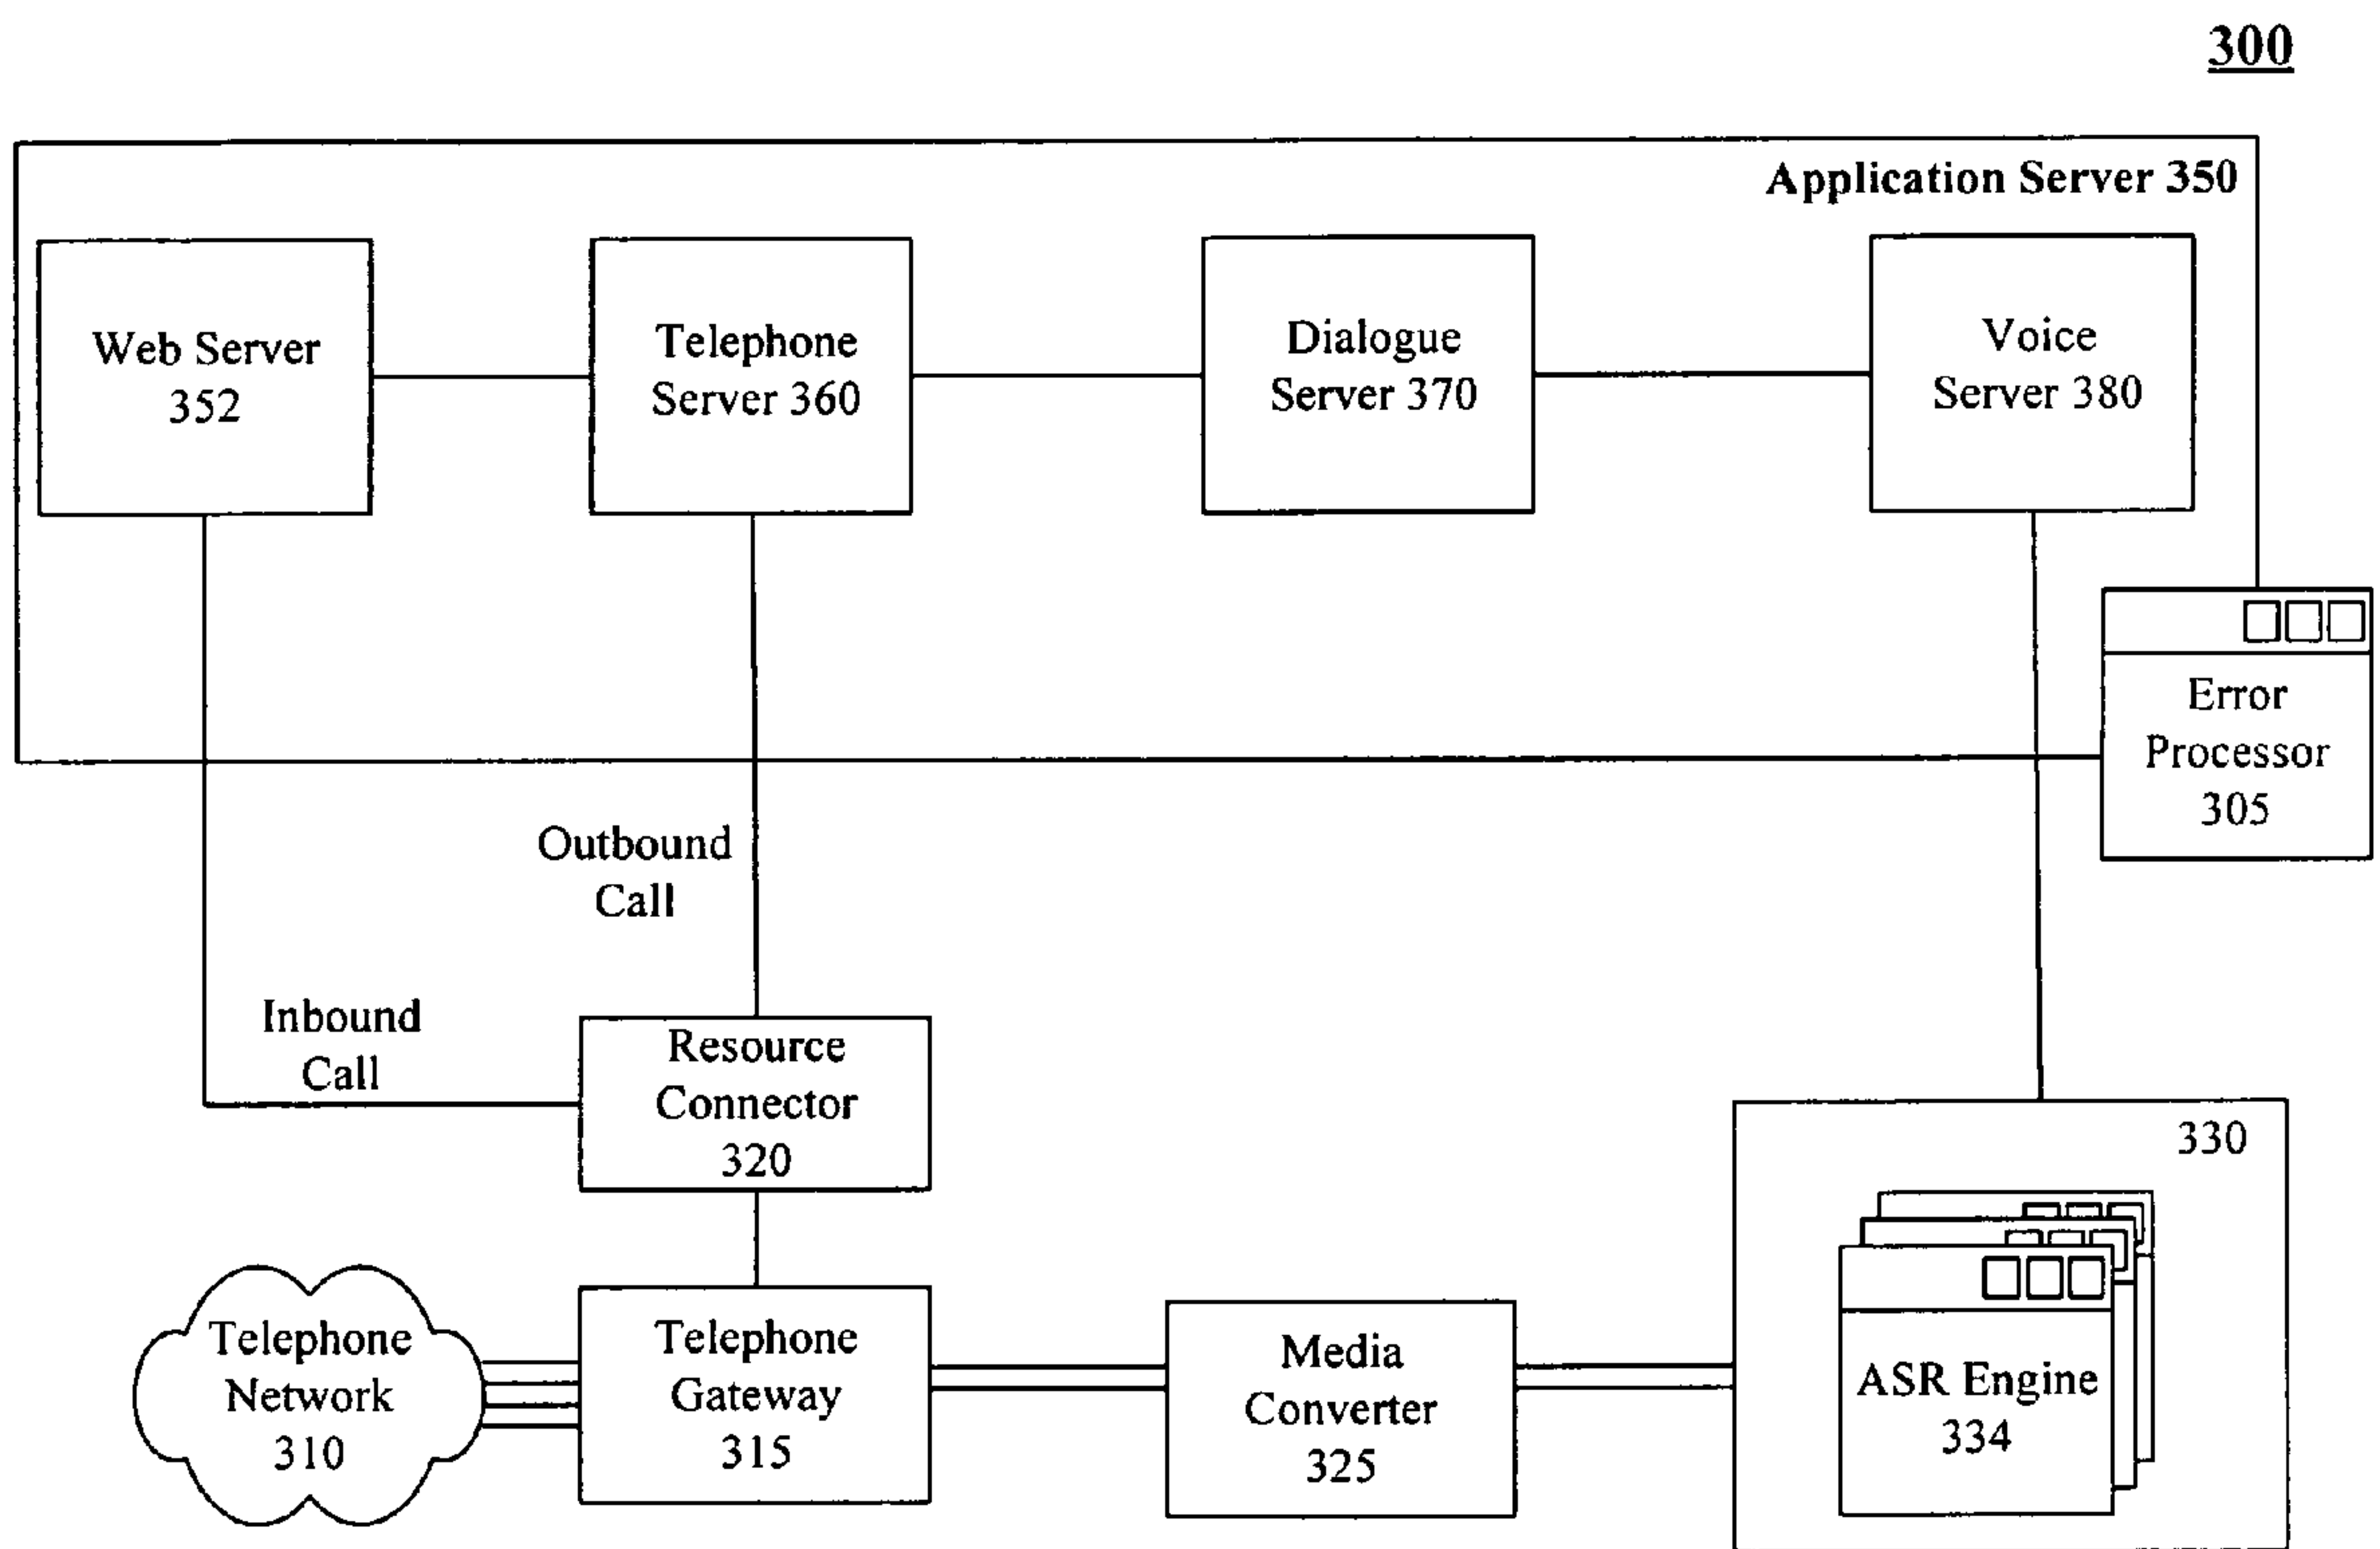 300
Application Server 350
Web Server
352
Telephone
Server 360
Dialogue
Server 370
Voice
Server 380
Error
Processor
305
Outbound
Call
Inbound
Call
Resource
Connector
320
330
Telephone
Network
310
Telephone
Gateway
315
Media
Converter
325
ASR Engine
334